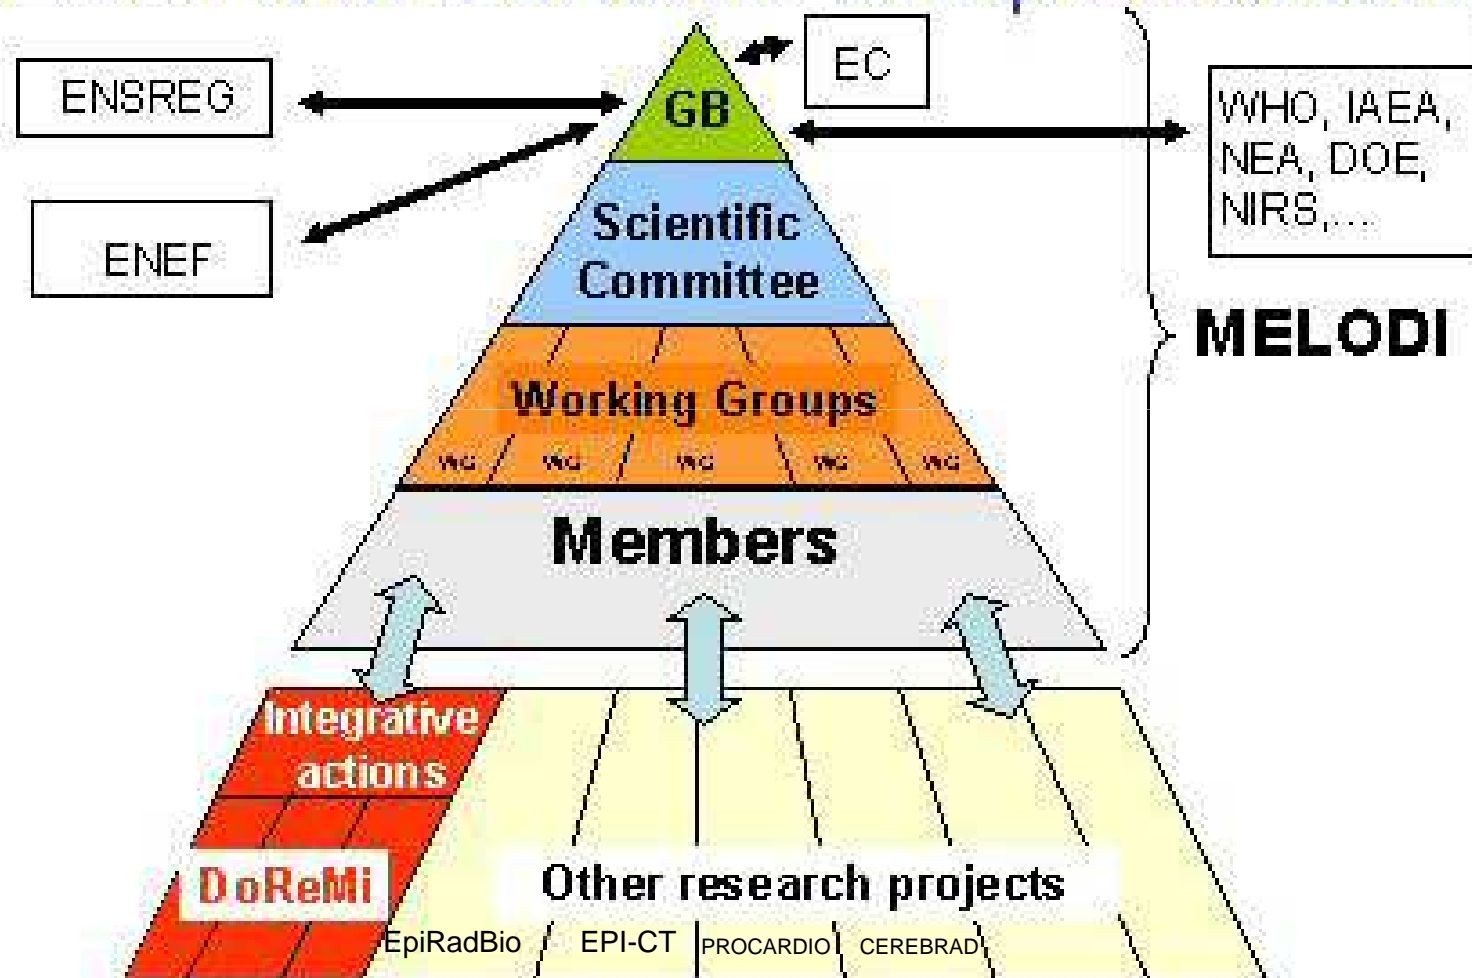 EC
ENSREG
GB
WHO, IAEA,
NEA, DOE,
NIRS,...
ENEF
Scientific
Committee
MELODI
Working Groups
WG WG WG WG WG
Members
Integrative
actions
DoReMi
Other research projects
EpiRadBio EPI-CT PROCARDIO CEREBRAD